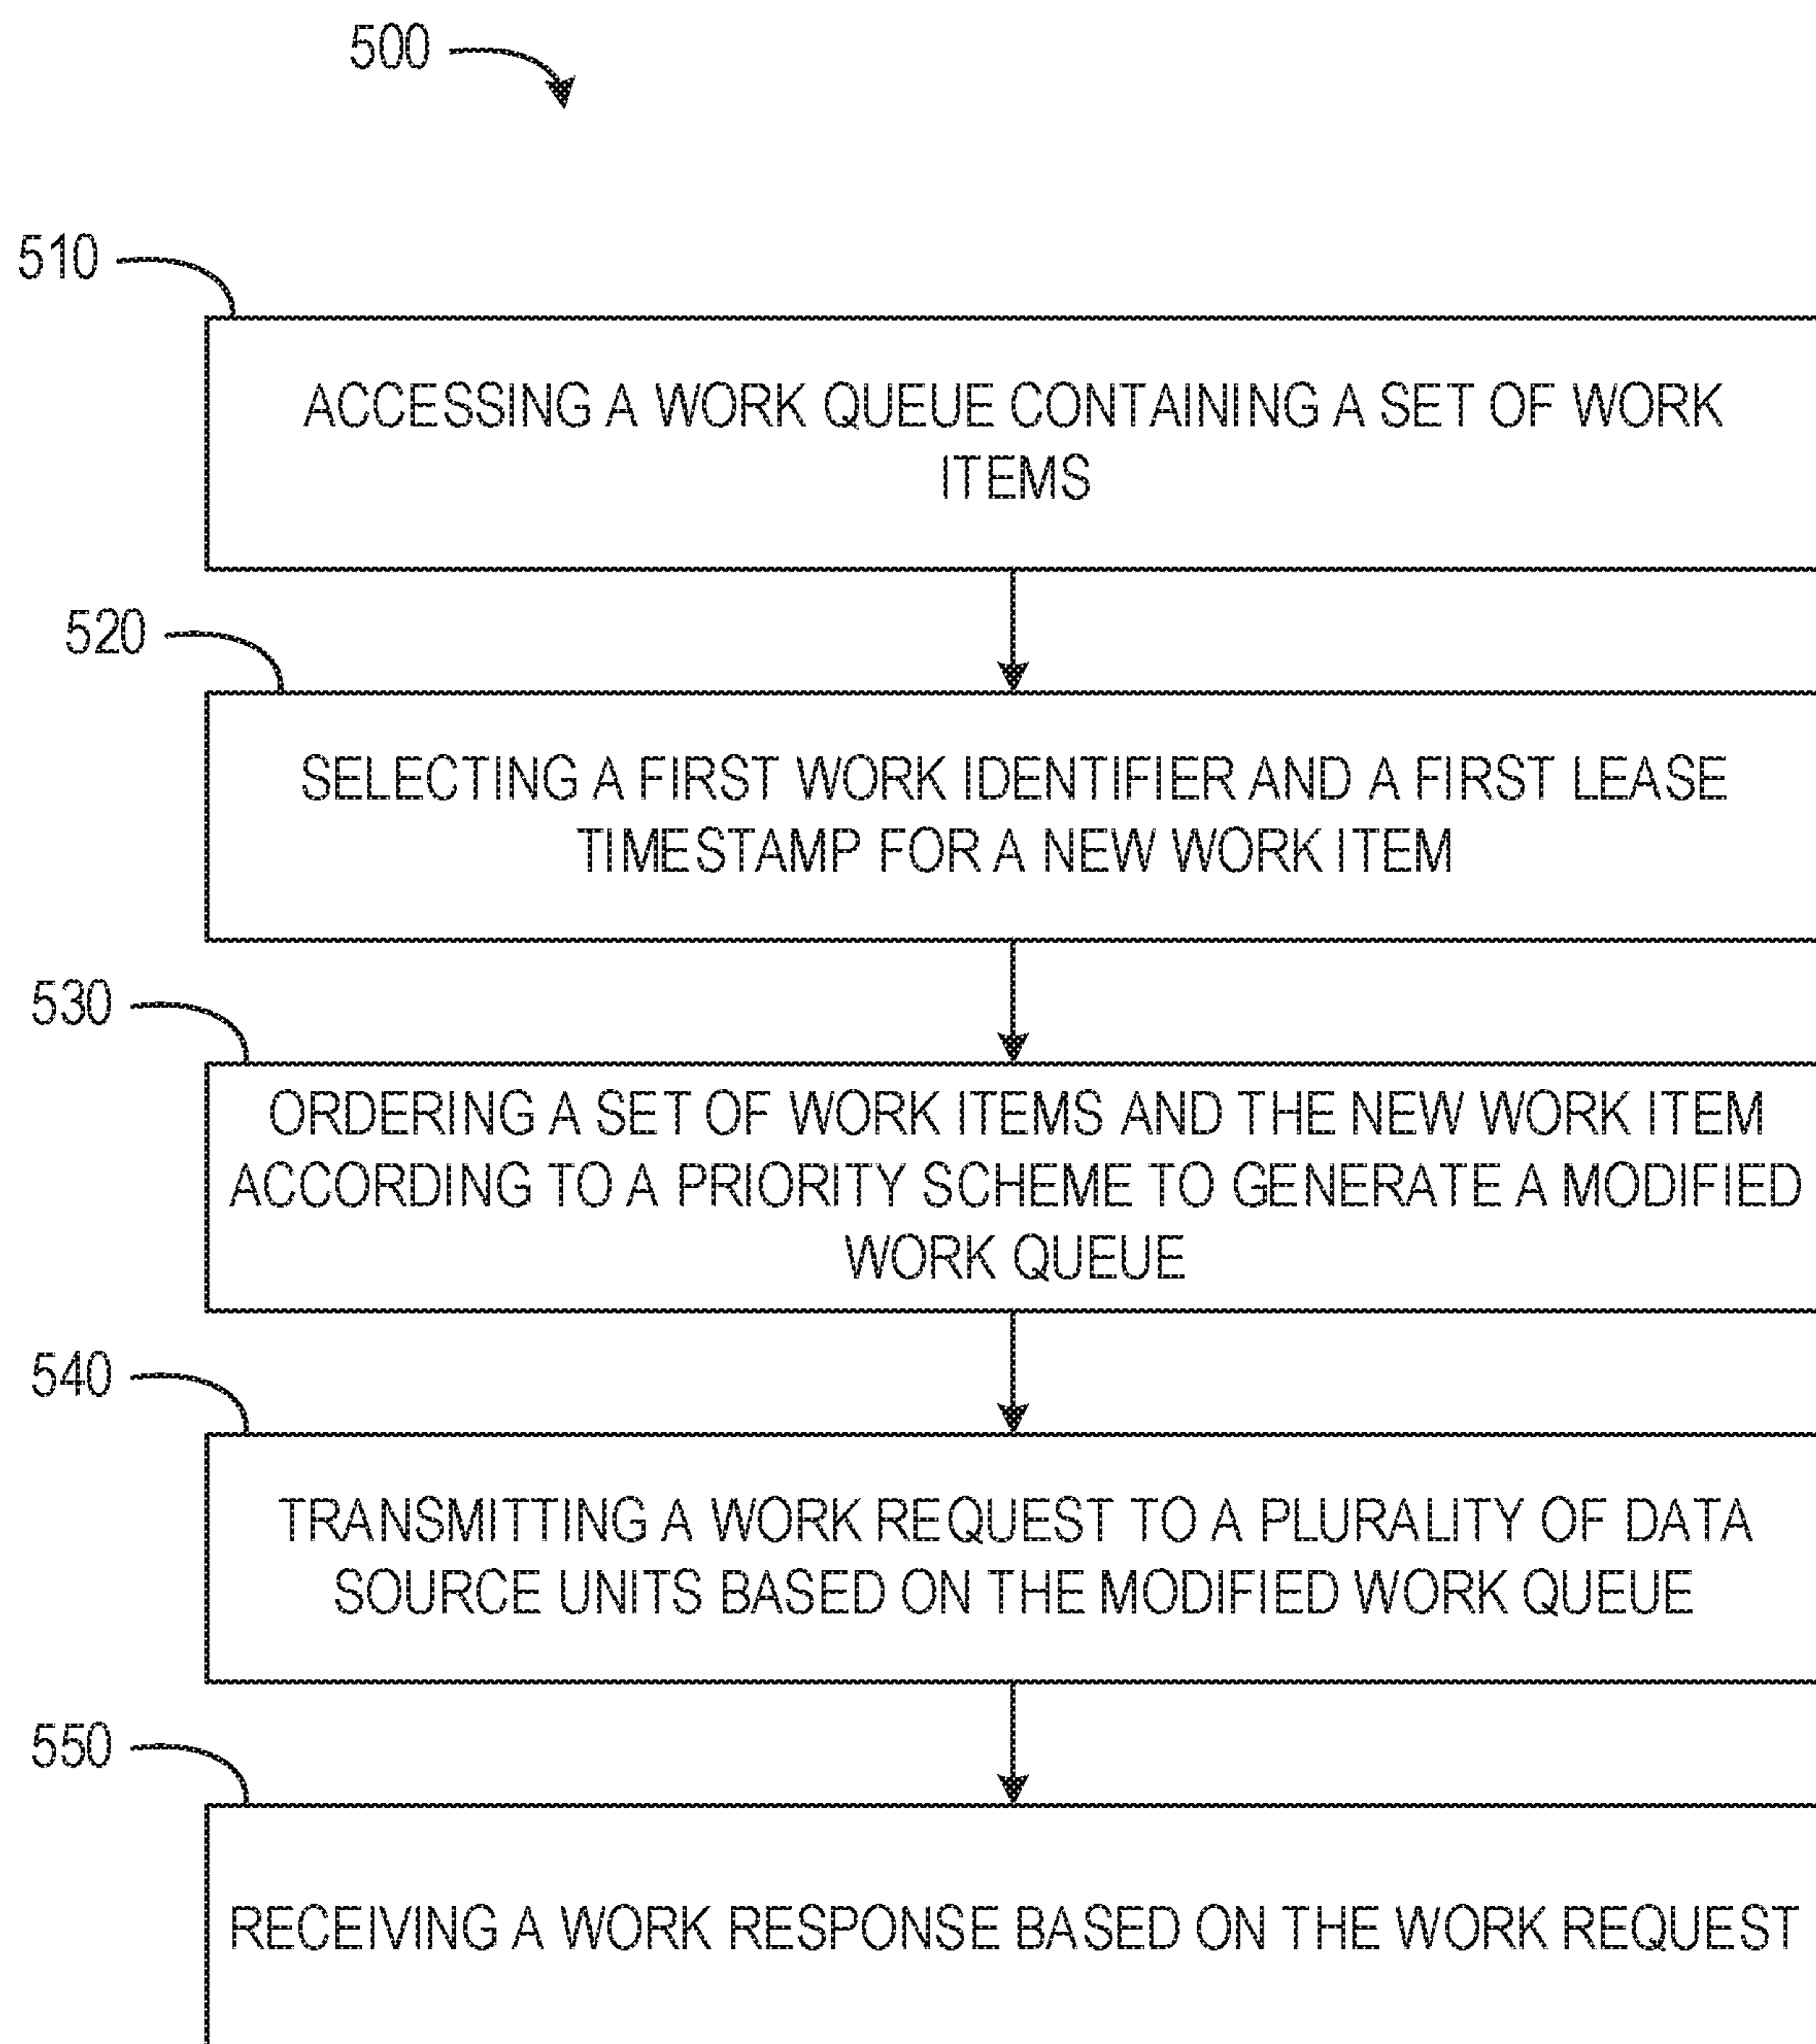 500
510
ACCESSING A WORK QUEUE CONTAINING A SET OF WORK
ITEMS
520
SELECTING A FIRST WORK IDENTIFIER AND A FIRST LEASE
TIMESTAMP FOR A NEW WORK ITEM
530
ORDERING A SET OF WORK ITEMS AND THE NEW WORK ITEM
ACCORDING TO A PRIORITY SCHEME TO GENERATE A MODIFIED
WORK QUEUE
540
TRANSMITTING A WORK REQUEST TO A PLURALITY OF DATA
SOURCE UNITS BASED ON THE MODIFIED WORK QUEUE
550
RECEIVING A WORK RESPONSE BASED ON THE WORK REQUEST